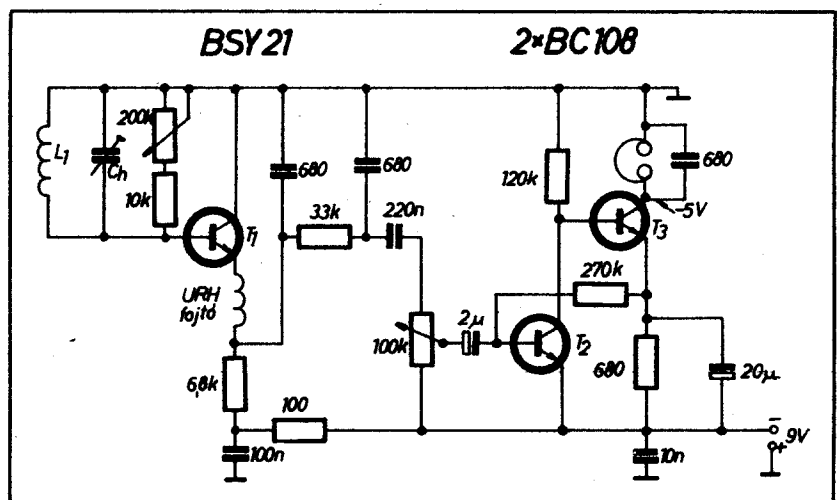 BSY21
2×BC108
L1
Ch
200k
10k
T1
URH
fojtó
6,8k
100n
100
680
33k
680
220n
100k
2μ
T2
120k
270k
T3
680
-5V
680
20μ
10n
-
9V
+